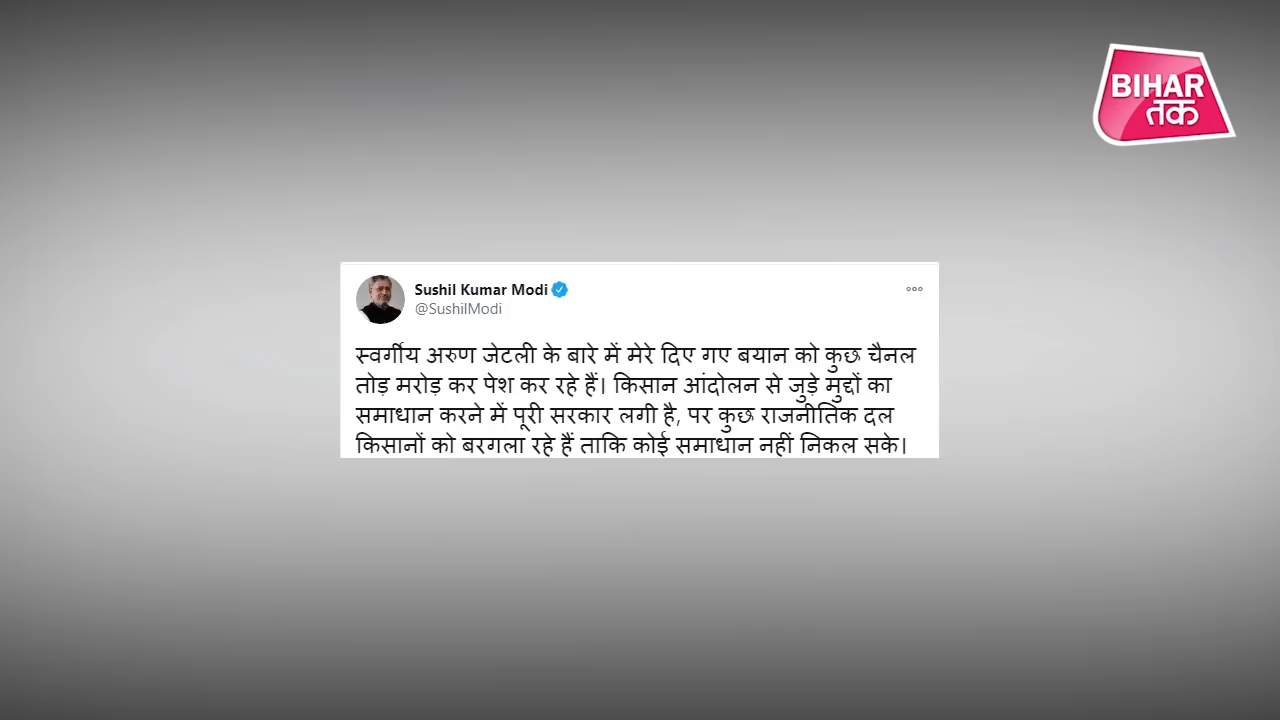 BIHAR
तक
Sushil Kumar Modi
@SushilModi
स्वर्गीय अरुण जेटली के बारे में मेरे दिए गए बयान को कुछ चैनल
तोड़ मरोड़ कर पेश कर रहे हैं। किसान आंदोलन से जुड़े मुद्दों का
समाधान करने में पूरी सरकार लगी है, पर कुछ राजनीतिक दल
किसानों को बरगला रहे हैं ताकि कोई समाधान नहीं निकल सके।